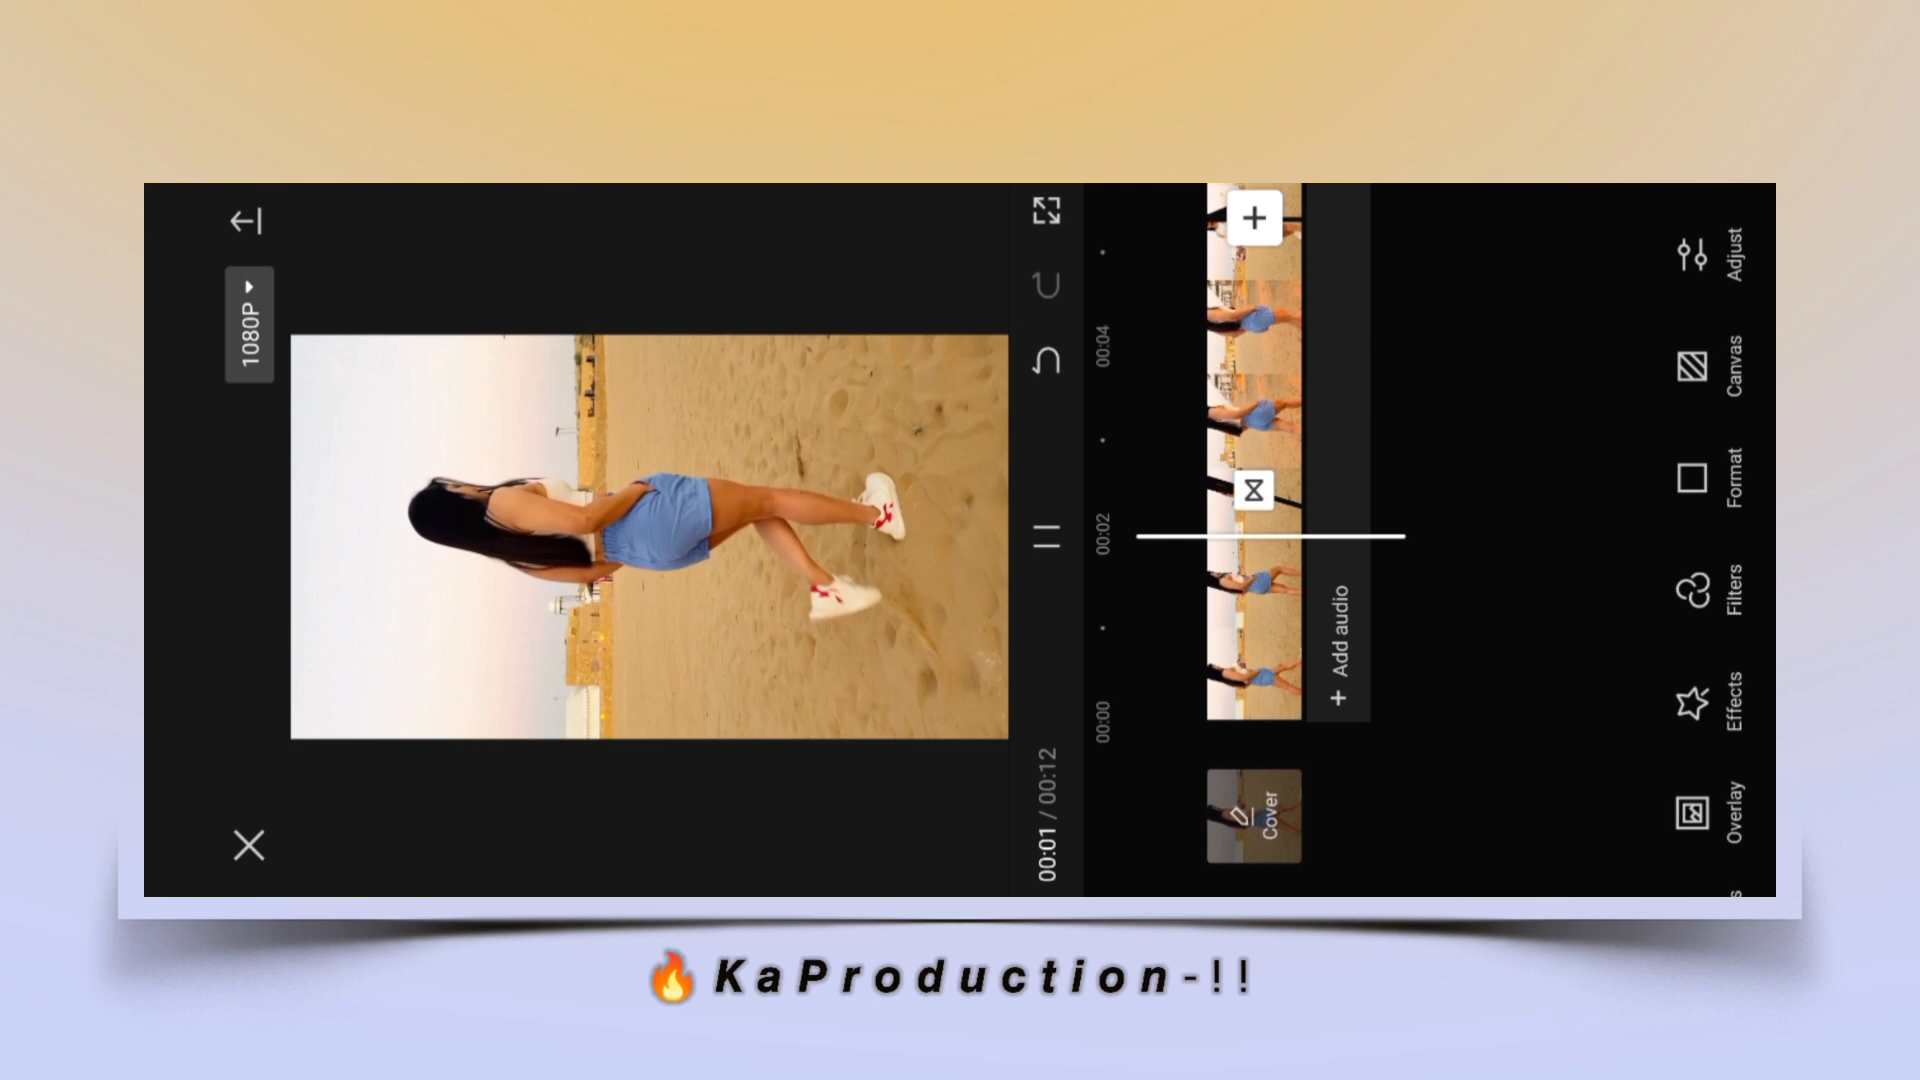 1080P
00:01 / 00:12
00:00
00:02
00:04
Cover
+ Add audio
s
Overlay
Effects
Filters
Format
Canvas
Adjust
🔥 KaProduction-!!